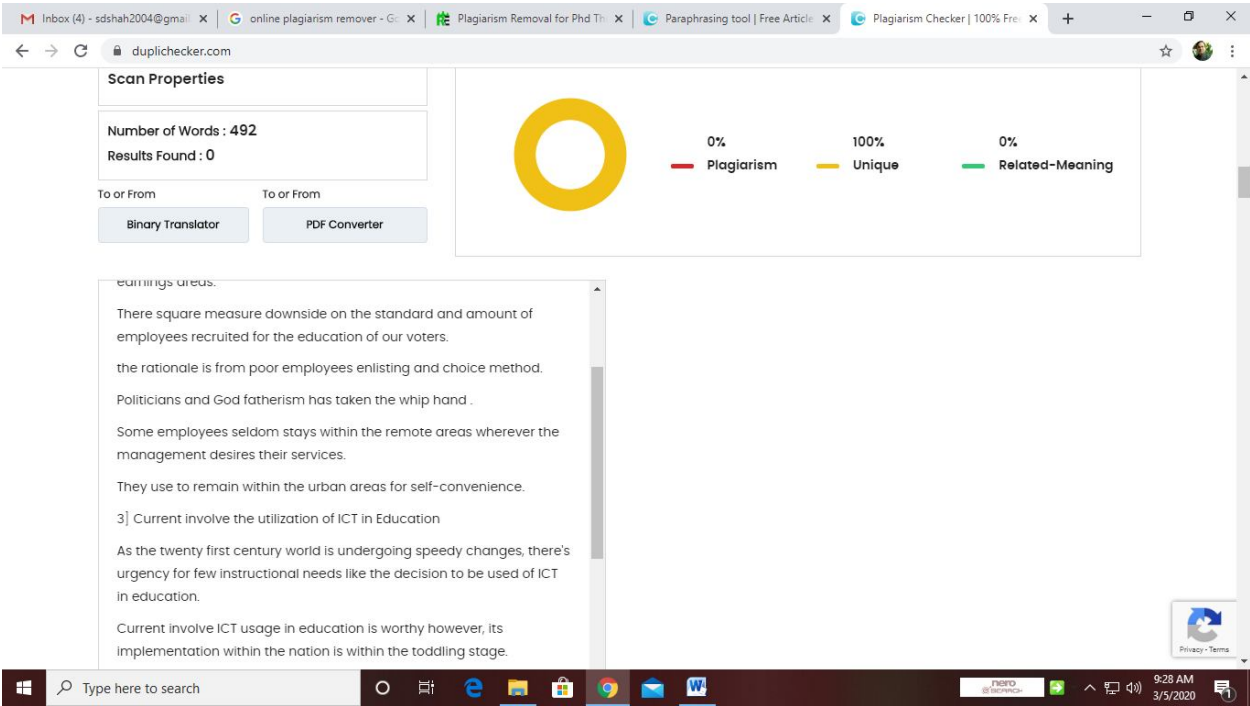 Inbox (4) - sdshah2004@gmail
online plagiarism remover - Go
Plagiarism Removal for Phd Th
Paraphrasing tool | Free Article
Plagiarism Checker | 100% Fre
duplichecker.com
Scan Properties
Number of Words : 492
Results Found : 0
To or From
To or From
Binary Translator
PDF Converter
0%
Plagiarism
100%
Unique
0%
Related-Meaning
earnings areas.
There square measure downside on the standard and amount of
employees recruited for the education of our voters.
the rationale is from poor employees enlisting and choice method.
Politicians and God fatherism has taken the whip hand .
Some employees seldom stays within the remote areas wherever the
management desires their services.
They use to remain within the urban areas for self-convenience.
3] Current involve the utilization of ICT in Education
As the twenty first century world is undergoing speedy changes, there's
urgency for few instructional needs like the decision to be used of ICT
in education.
Current involve ICT usage in education is worthy however, its
implementation within the nation is within the toddling stage.
Privacy - Terms
Type here to search
nero
SEARCH
9:28 AM
3/5/2020